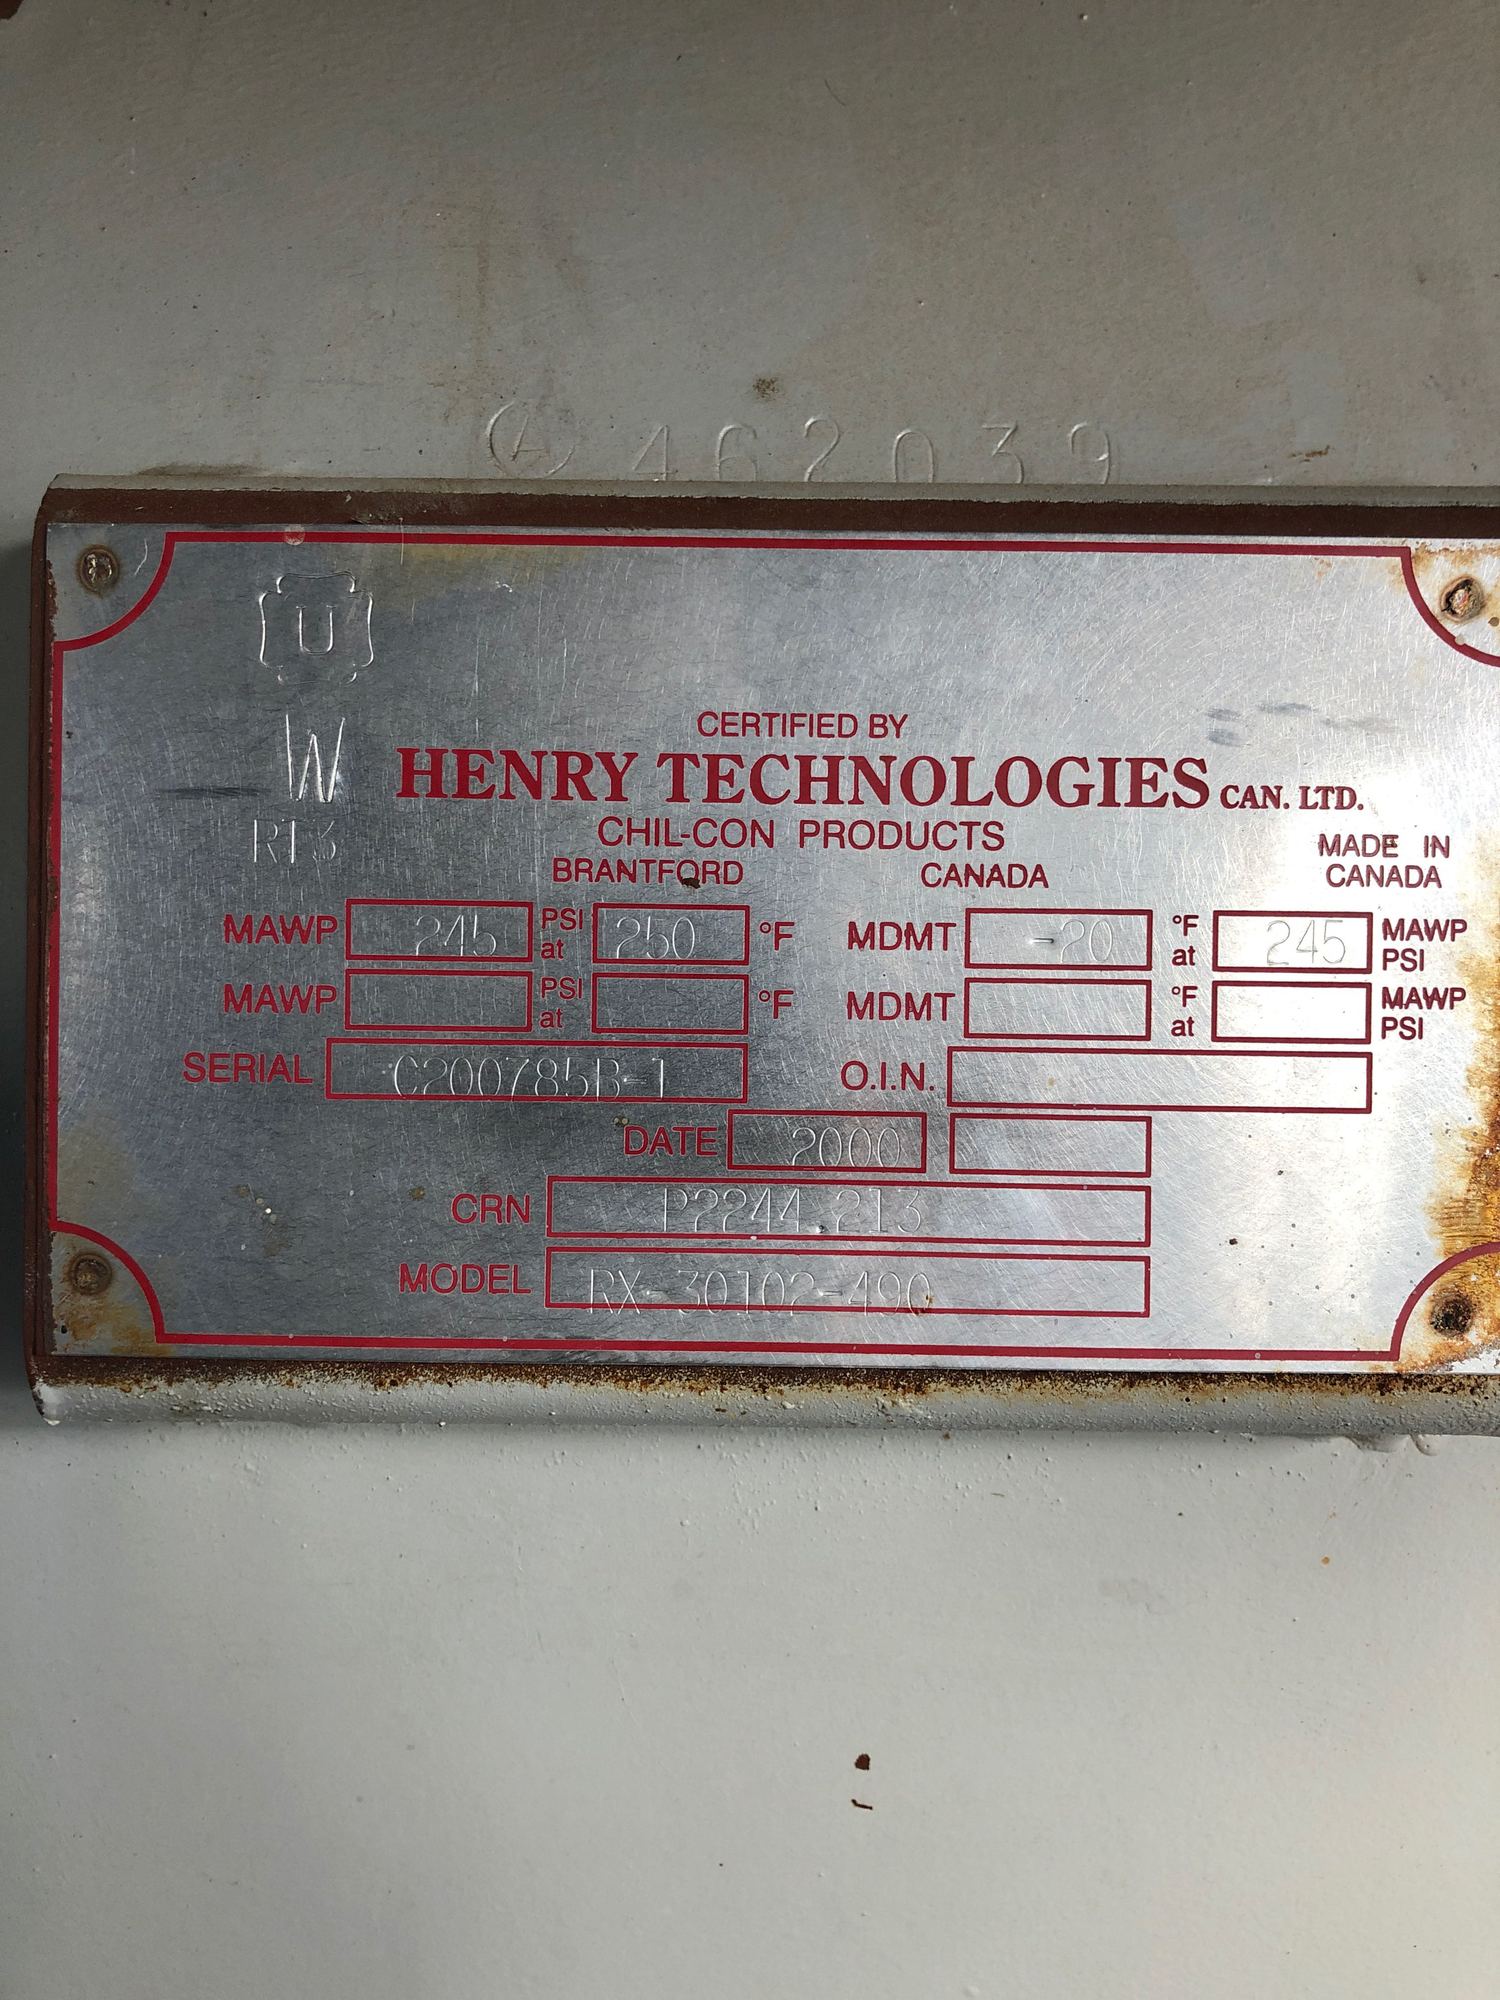 A 462039
U
W
RT3
CERTIFIED BY
HENRY TECHNOLOGIES CAN. LTD.
CHIL-CON PRODUCTS
BRANTFORD CANADA
MADE IN
CANADA
MAWP 245 PSI at 250 °F MDMT -20 °F at 245 MAWP PSI
MAWP PSI at °F MDMT °F at MAWP PSI
SERIAL C200785B-1 O.I.N.
DATE 2000
CRN P2244.213
MODEL RX-30102-490